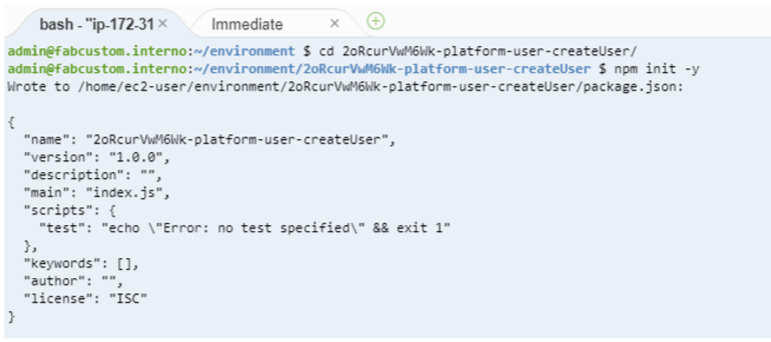 bash - "ip-172-31 × Immediate ×
admin@fabcustom.interno:~/environment $ cd 2oRcurVwM6Wk-platform-user-createUser/
admin@fabcustom.interno:~/environment/2oRcurVwM6Wk-platform-user-createUser $ npm init -y
Wrote to /home/ec2-user/environment/2oRcurVwM6Wk-platform-user-createUser/package.json:
{
"name": "2oRcurVwM6Wk-platform-user-createUser",
"version": "1.0.0",
"description": "",
"main": "index.js",
"scripts": {
"test": "echo \"Error: no test specified\" && exit 1"
},
"keywords": [],
"author": "",
"license": "ISC"
}